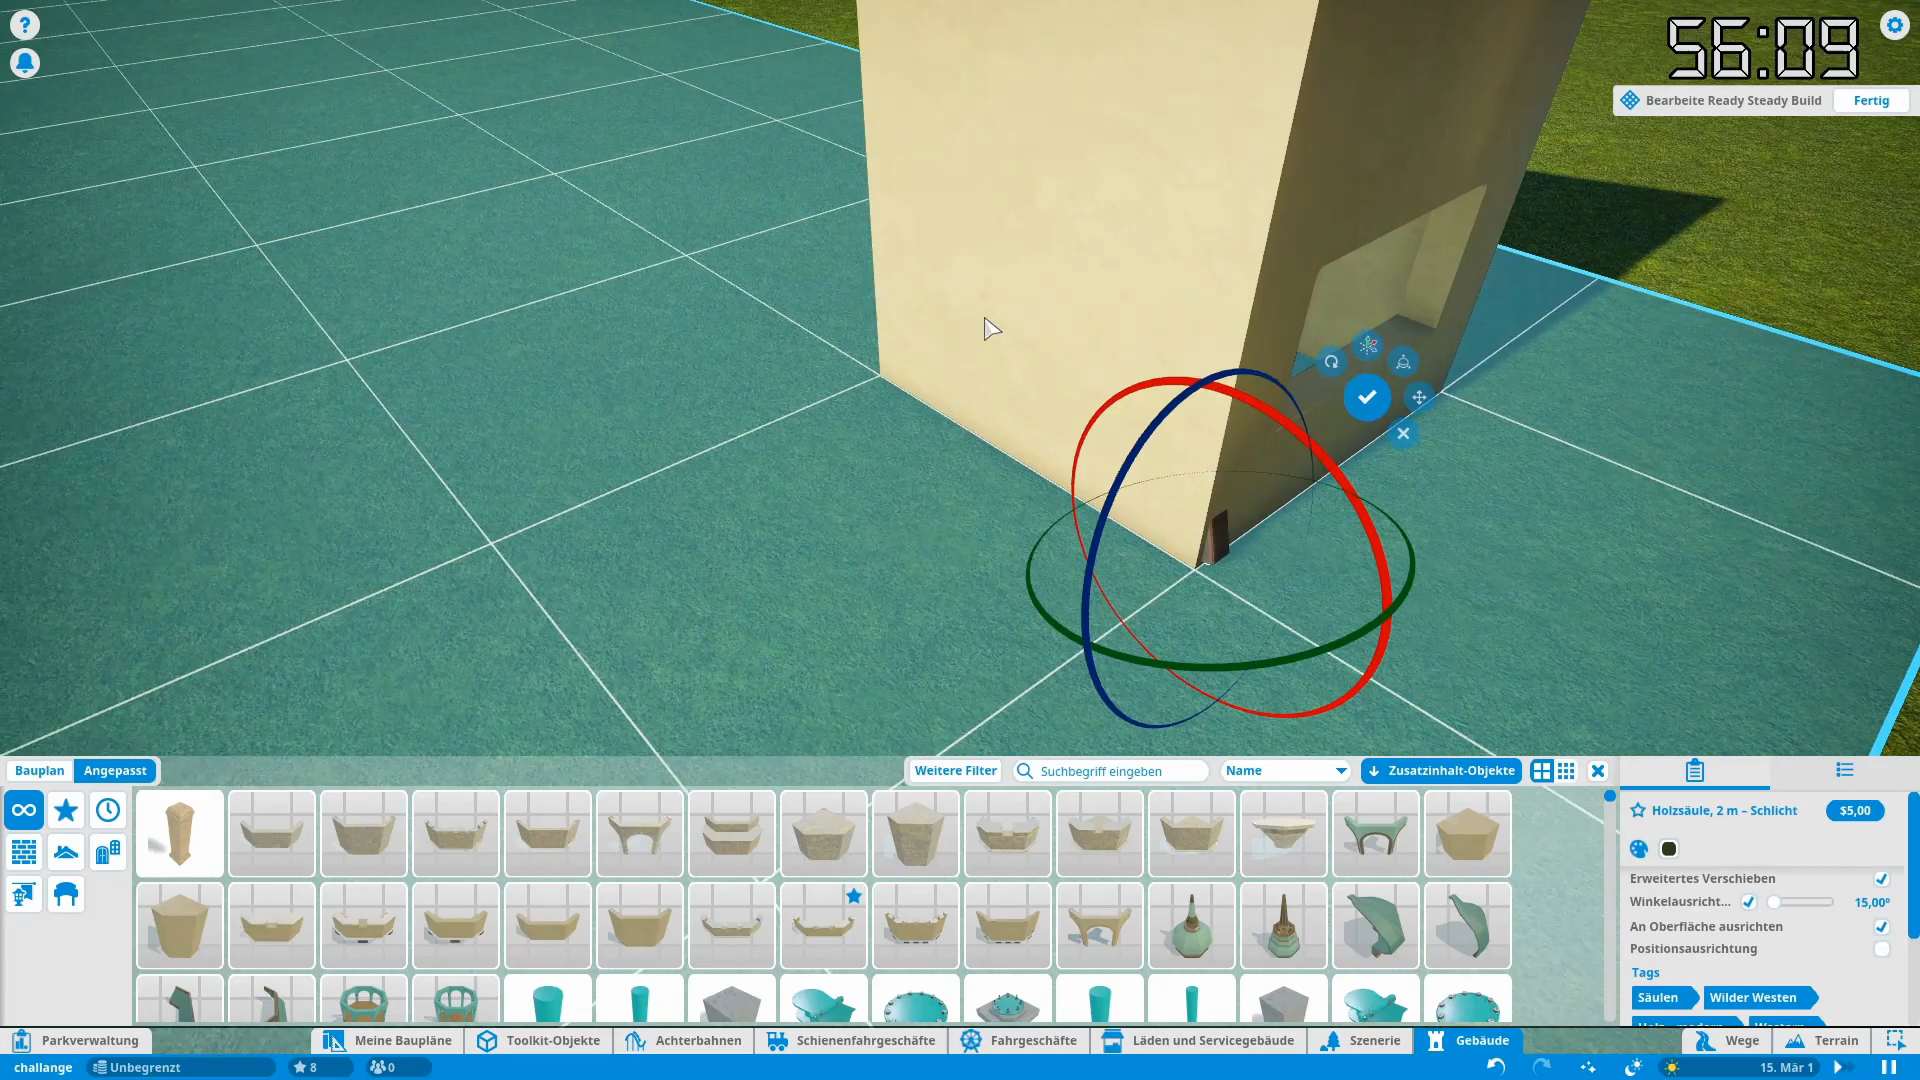 ?
56:09
Bearbeite Ready Steady Build
Fertig
Bauplan
Angepasst
Weitere Filter
Suchbegriff eingeben
Name
Zusatzinhalt-Objekte
Holzsäule, 2 m – Schlicht
$5,00
Erweitertes Verschieben
Winkelausricht...
15,00°
An Oberfläche ausrichten
Positionsausrichtung
Tags
Säulen
Wilder Westen
Parkverwaltung
Meine Baupläne
Toolkit-Objekte
Achterbahnen
Schienenfahrgeschäfte
Fahrgeschäfte
Läden und Servicegebäude
Szenerie
Gebäude
Wege
Terrain
challange
Unbegrenzt
8
0
15. Mär 1